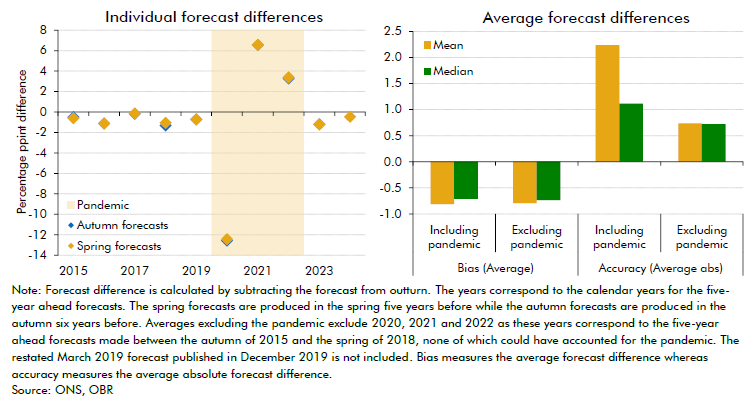 Individual forecast differences
8
6
4
2
0
-2
-4
-6
-8
-10
-12
-14
Percentage ppint difference
Pandemic
Autumn forecasts
Spring forecasts
2015 2017 2019 2021 2023
Average forecast differences
2.5
2.0
1.5
1.0
0.5
0.0
-0.5
-1.0
Mean
Median
Including Excluding Including Excluding
pandemic pandemic pandemic pandemic
Bias (Average) Accuracy (Average abs)
Note: Forecast difference is calculated by subtracting the forecast from outturn. The years correspond to the calendar years for the five-
year ahead forecasts. The spring forecasts are produced in the spring five years before while the autumn forecasts are produced in the
autumn six years before. Averages excluding the pandemic exclude 2020, 2021 and 2022 as these years correspond to the five-year
ahead forecasts made between the autumn of 2015 and the spring of 2018, none of which could have accounted for the pandemic. The
restated March 2019 forecast published in December 2019 is not included. Bias measures the average forecast difference whereas
accuracy measures the average absolute forecast difference.
Source: ONS, OBR